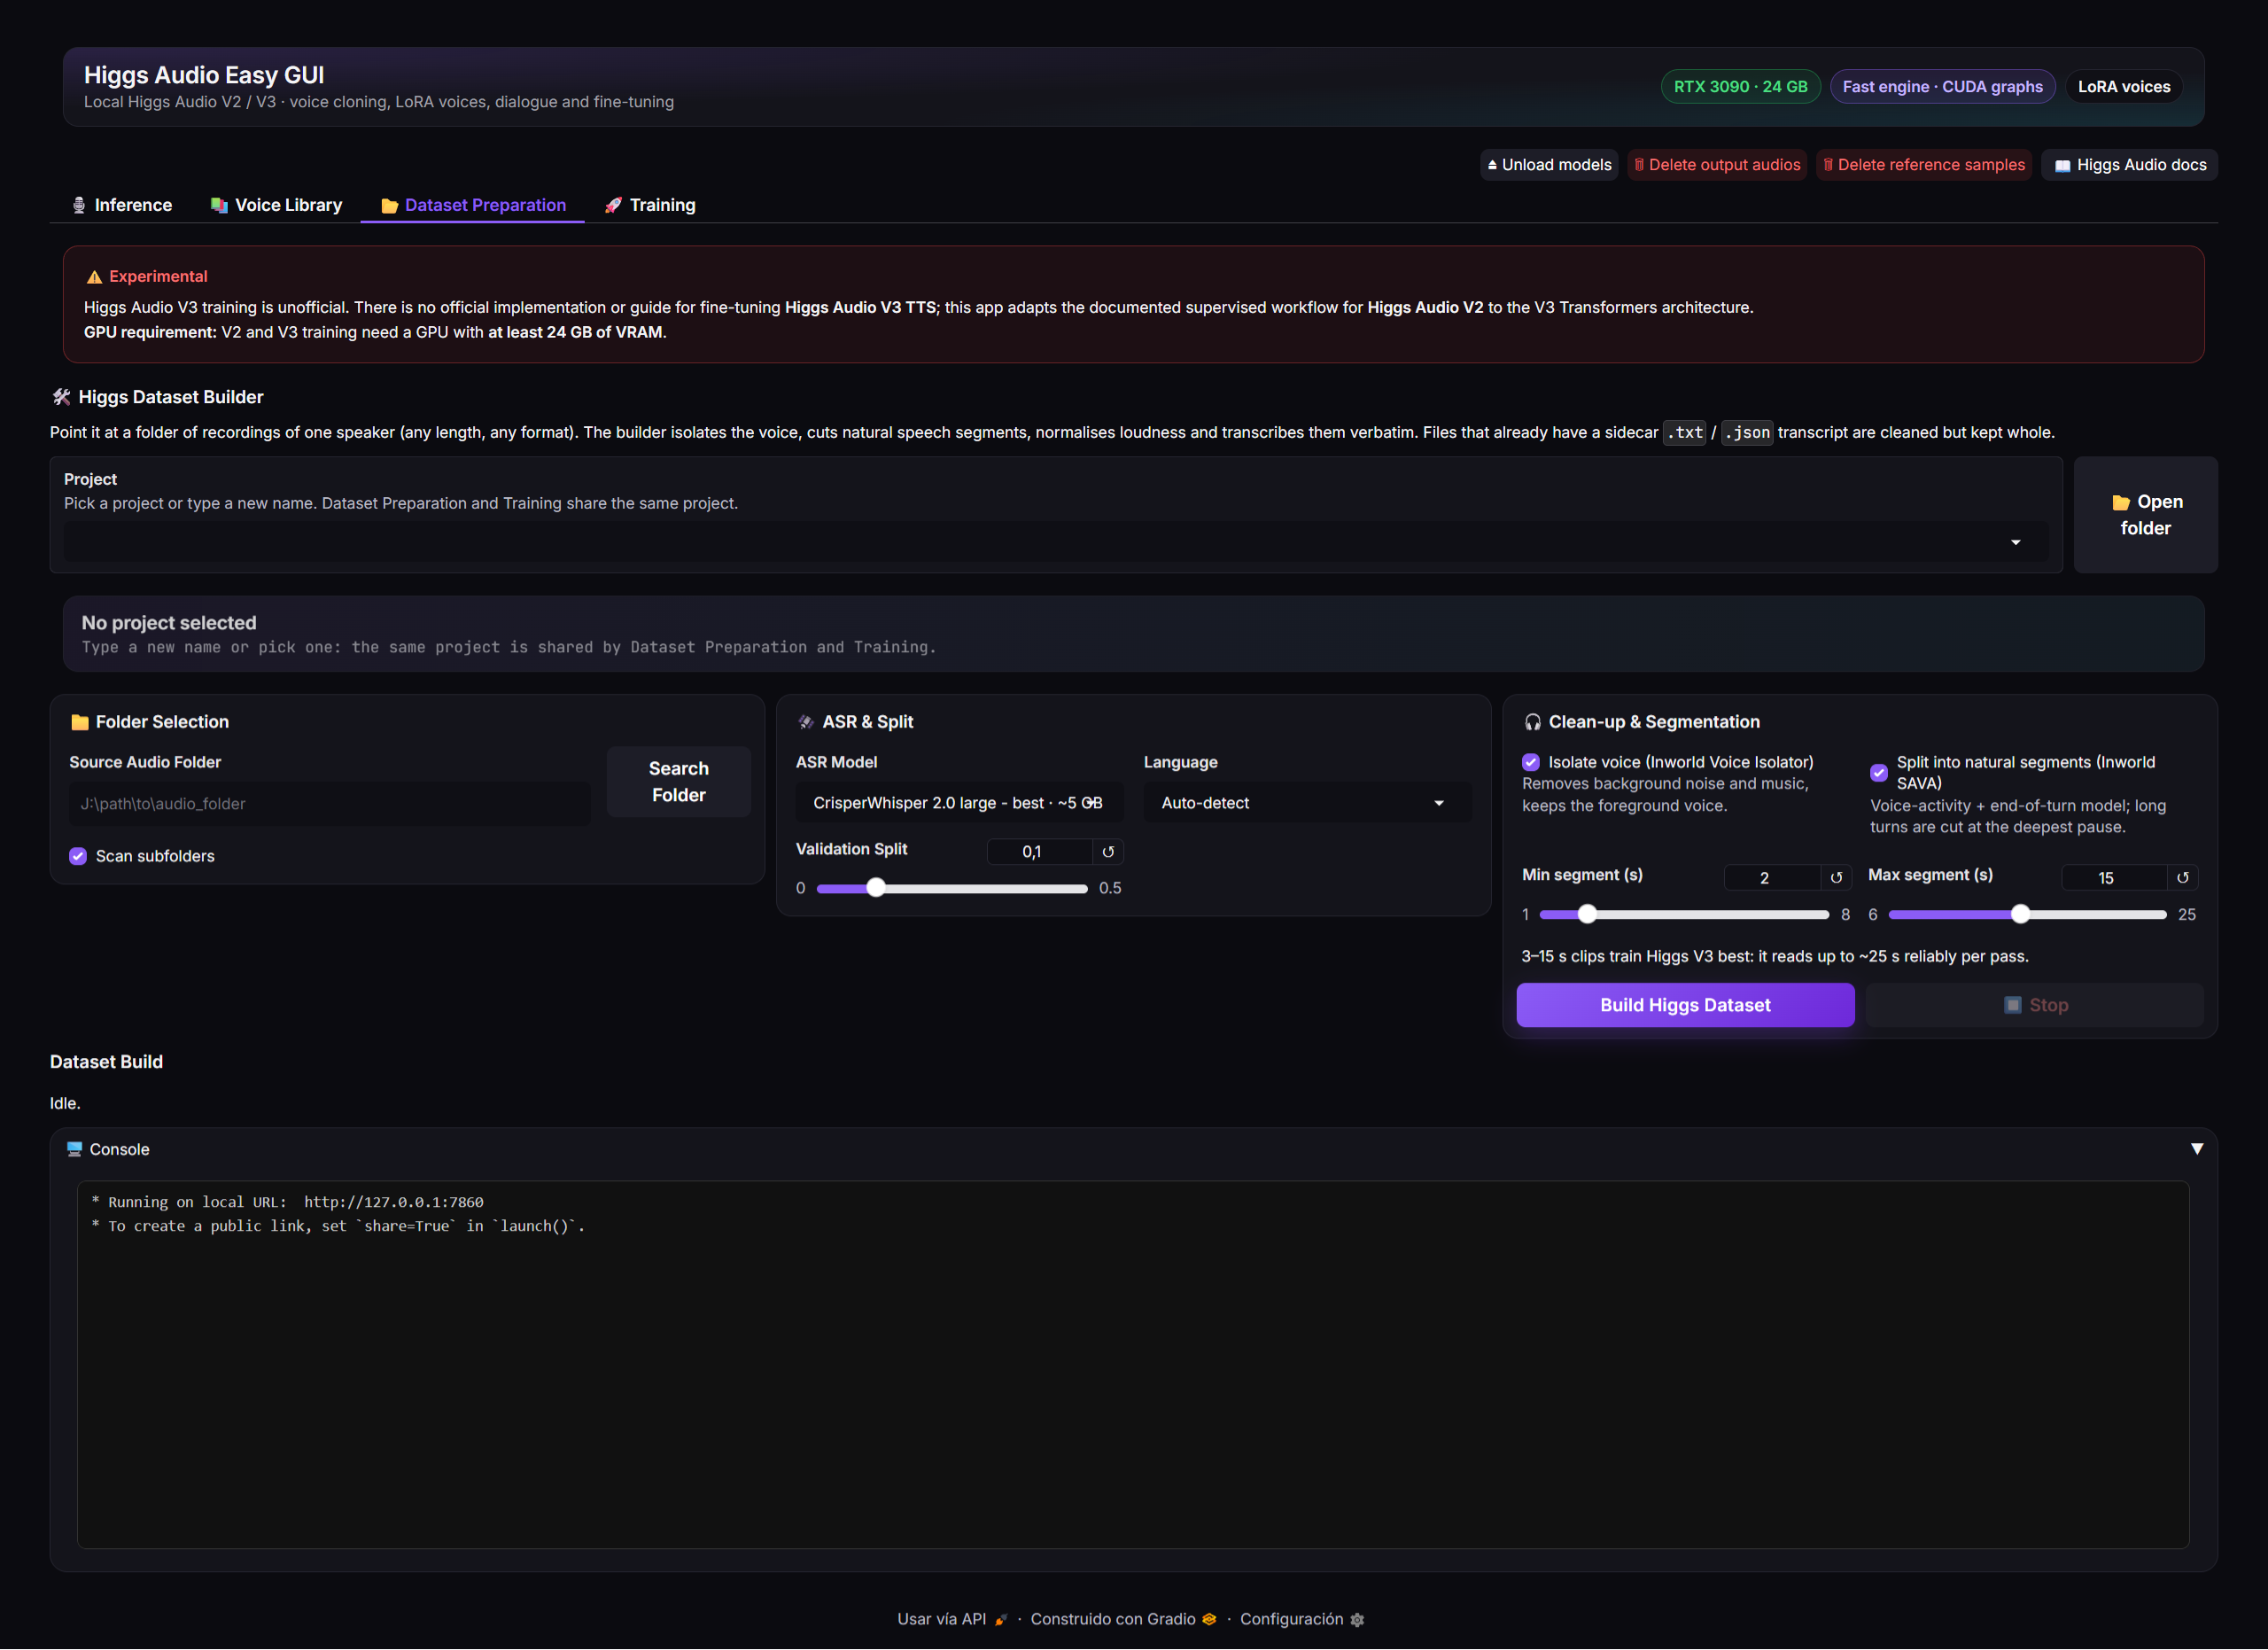 Higgs Audio Easy GUI
Local Higgs Audio V2 / V3 · voice cloning, LoRA voices, dialogue and fine-tuning
RTX 3090 · 24 GB
Fast engine · CUDA graphs
LoRA voices
Unload models
Delete output audios
Delete reference samples
Higgs Audio docs
Inference
Voice Library
Dataset Preparation
Training
Experimental
Higgs Audio V3 training is unofficial. There is no official implementation or guide for fine-tuning Higgs Audio V3 TTS; this app adapts the documented supervised workflow for Higgs Audio V2 to the V3 Transformers architecture.
GPU requirement: V2 and V3 training need a GPU with at least 24 GB of VRAM.
Higgs Dataset Builder
Point it at a folder of recordings of one speaker (any length, any format). The builder isolates the voice, cuts natural speech segments, normalises loudness and transcribes them verbatim. Files that already have a sidecar .txt / .json transcript are cleaned but kept whole.
Project
Pick a project or type a new name. Dataset Preparation and Training share the same project.
Open
folder
No project selected
Type a new name or pick one: the same project is shared by Dataset Preparation and Training.
Folder Selection
Source Audio Folder
J:\path\to\audio_folder
Search
Folder
Scan subfolders
ASR & Split
ASR Model
CrisperWhisper 2.0 large - best · ~5 GB
Language
Auto-detect
Validation Split
0,1
0
0.5
Clean-up & Segmentation
Isolate voice (Inworld Voice Isolator)
Removes background noise and music,
keeps the foreground voice.
Split into natural segments (Inworld
SAVA)
Voice-activity + end-of-turn model; long
turns are cut at the deepest pause.
Min segment (s)
2
1
8
Max segment (s)
15
6
25
3–15 s clips train Higgs V3 best: it reads up to ~25 s reliably per pass.
Build Higgs Dataset
Stop
Dataset Build
Idle.
Console
* Running on local URL:  http://127.0.0.1:7860
* To create a public link, set `share=True` in `launch()`.
Usar vía API · Construido con Gradio · Configuración